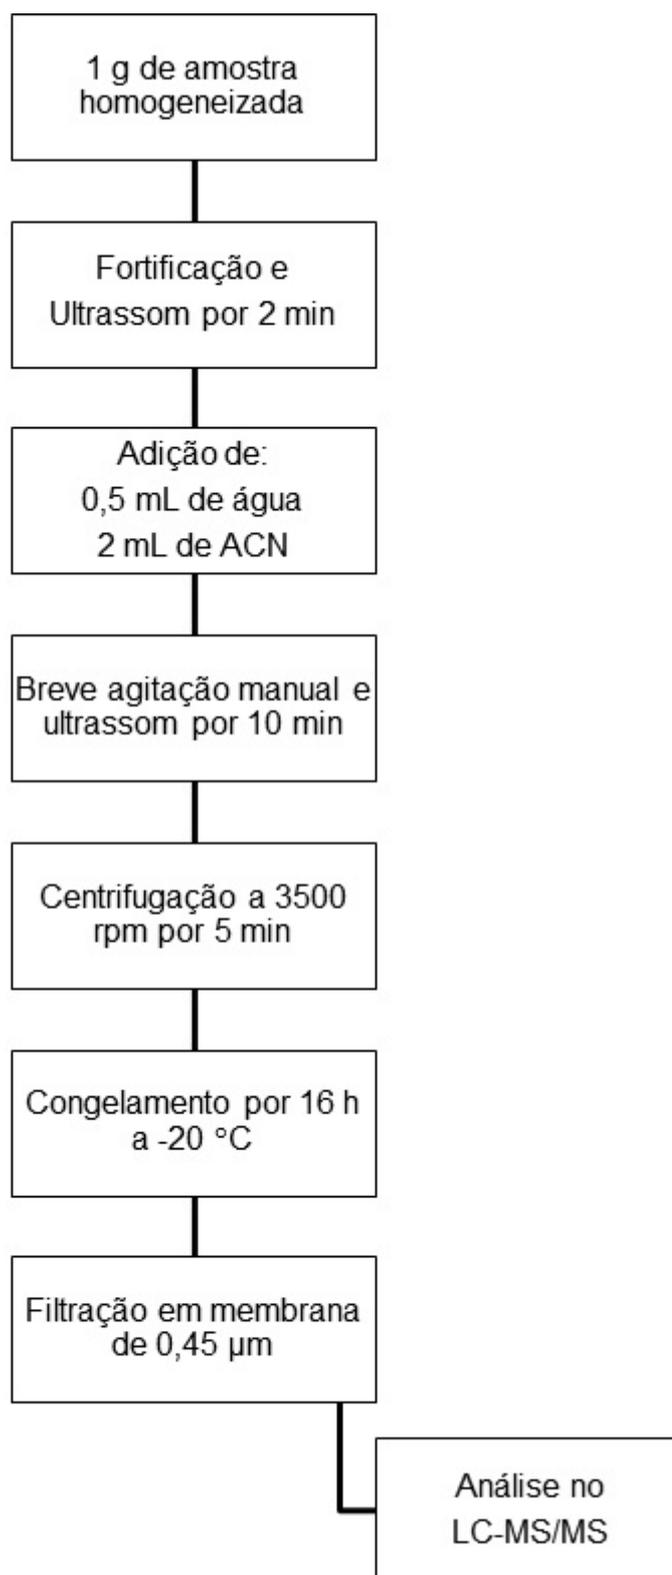 1 g de amostra
homogeneizada
Fortificação e
Ultrassom por 2 min
Adição de:
0,5 mL de água
2 mL de ACN
Breve agitação manual e
ultrassom por 10 min
Centrifugação a 3500
rpm por 5 min
Congelamento por 16 h
a -20 °C
Filtração em membrana
de 0,45 µm
Análise no
LC-MS/MS